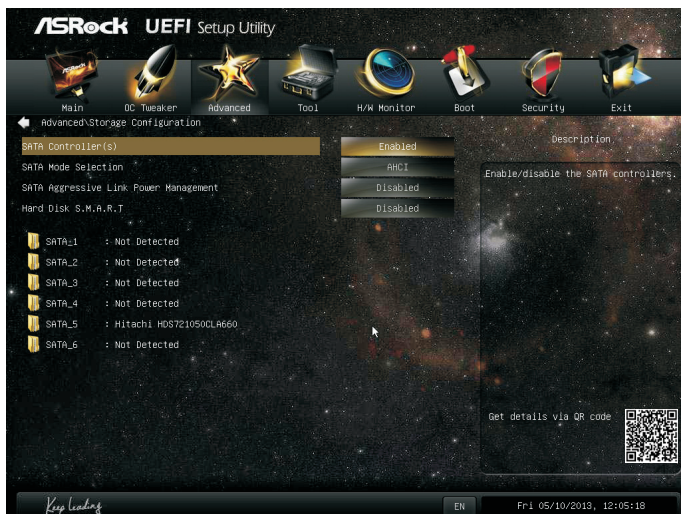 ASRock UEFI Setup Utility
ASRock
Main OC Tweaker Advanced Tool H/W Monitor Boot Security Exit
Advanced\Storage Configuration
SATA Controller(s) Enabled
SATA Mode Selection AHCI
SATA Aggressive Link Power Management Disabled
Hard Disk S.M.A.R.T Disabled
SATA_1 : Not Detected
SATA_2 : Not Detected
SATA_3 : Not Detected
SATA_4 : Not Detected
SATA_5 : Hitachi HDS721050CLA660
SATA_6 : Not Detected
Description
Enable/disable the SATA controllers.
Get details via QR code
Keep Leading
EN Fri 05/10/2013, 12:05:18